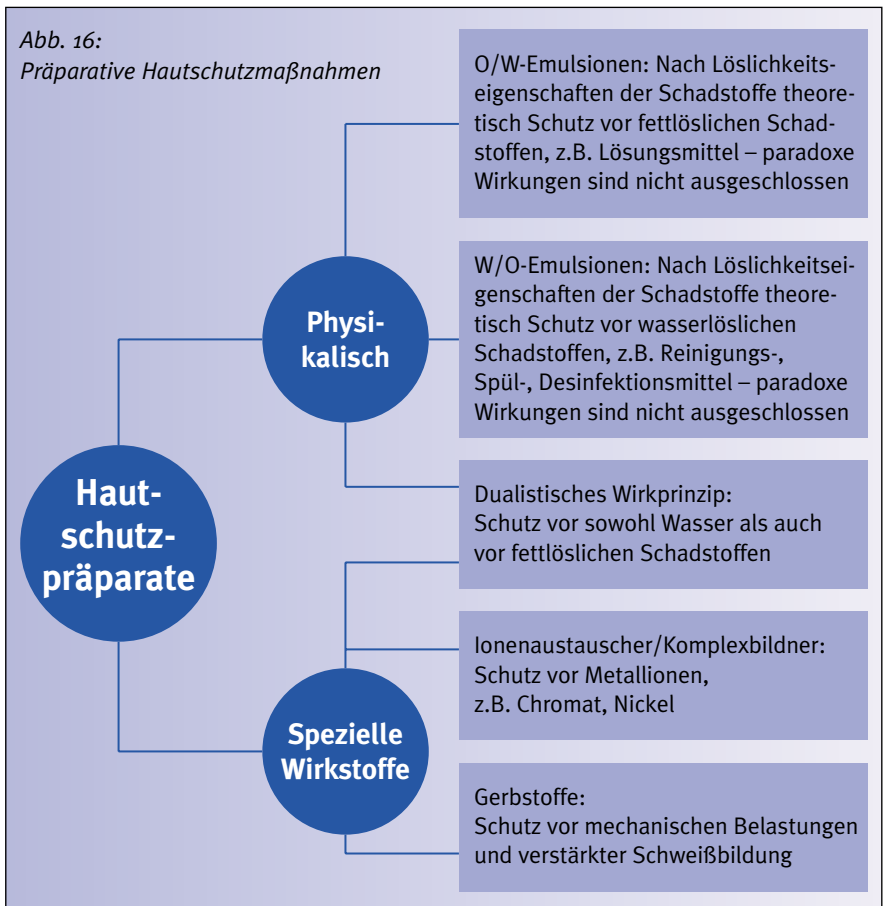 Abb. 16:
Präparative Hautschutzmaßnahmen
O/W-Emulsionen: Nach Löslichkeits-
eigenschaften der Schadstoffe theore-
tisch Schutz vor fettlöslichen Schad-
stoffen, z.B. Lösungsmittel – paradoxe
Wirkungen sind nicht ausgeschlossen
W/O-Emulsionen: Nach Löslichkeitsei-
genschaften der Schadstoffe theore-
tisch Schutz vor wasserlöslichen
Schadstoffen, z.B. Reinigungs-,
Spül-, Desinfektionsmittel – paradoxe
Wirkungen sind nicht ausgeschlossen
Physi-
kalisch
Dualistisches Wirkprinzip:
Schutz vor sowohl Wasser als auch
vor fettlöslichen Schadstoffen
Haut-
schutz-
präparate
Ionenaustauscher/Komplexbildner:
Schutz vor Metallionen,
z.B. Chromat, Nickel
Spezielle
Wirkstoffe
Gerbstoffe:
Schutz vor mechanischen Belastungen
und verstärkter Schweißbildung